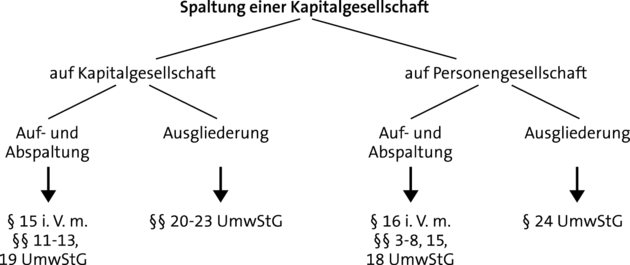 Spaltung einer Kapitalgesellschaft
auf Kapitalgesellschaft
auf Personengesellschaft
Auf- und
Abspaltung
Ausgliederung
Auf- und
Abspaltung
Ausgliederung
§ 15 i. V. m.
§§ 11-13,
19 UmwStG
§§ 20-23 UmwStG
§ 16 i. V. m.
§§ 3-8, 15,
18 UmwStG
§ 24 UmwStG